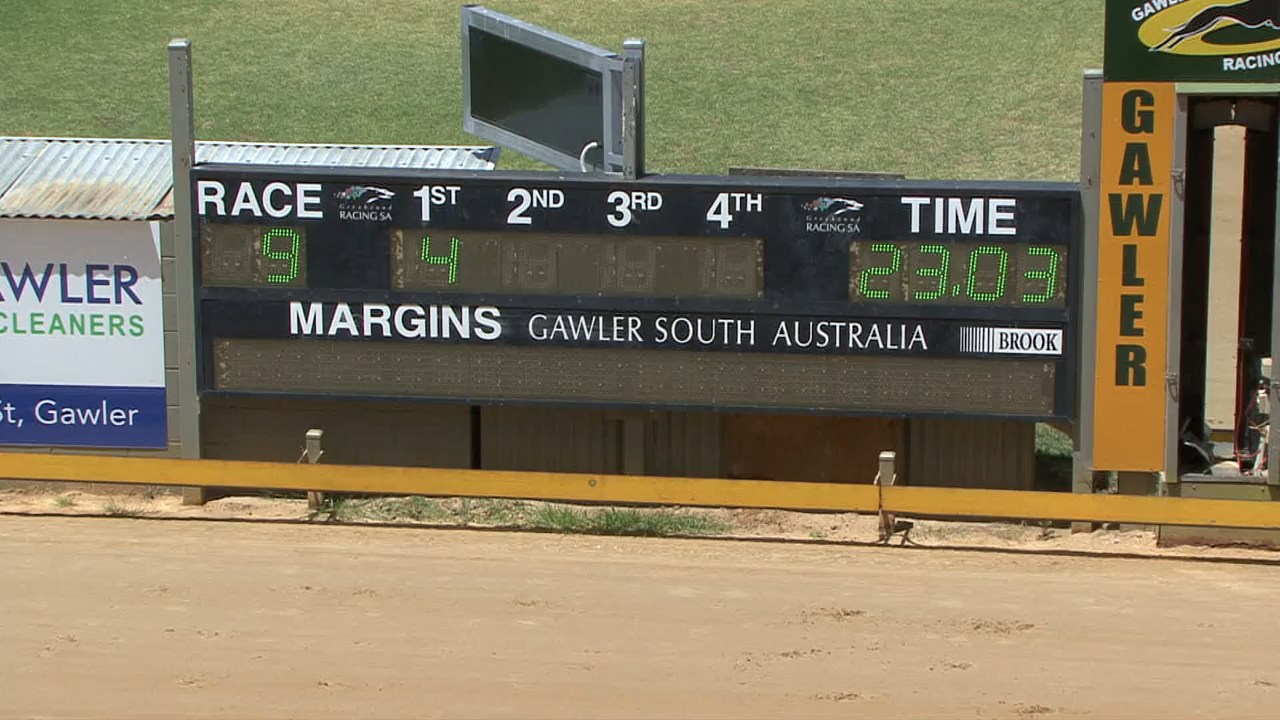 GAWLER
RACING
RACE 1ST 2ND 3RD 4TH TIME
Greyhound
RACING SA
Greyhound
RACING SA
9 4 23.03
MARGINS GAWLER SOUTH AUSTRALIA BROOK
AWLER
CLEANERS
St, Gawler
GAWLER